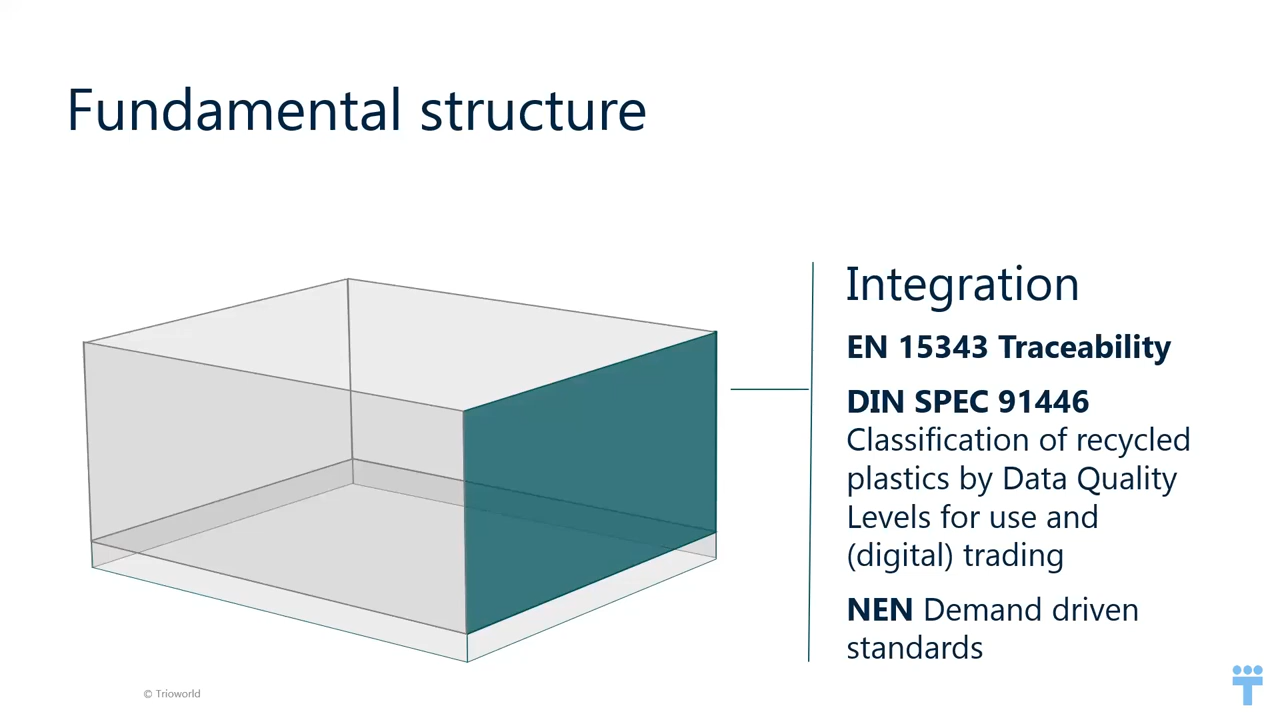 Fundamental structure
Integration
EN 15343 Traceability
DIN SPEC 91446
Classification of recycled
plastics by Data Quality
Levels for use and
(digital) trading
NEN Demand driven
standards
© Trioworld